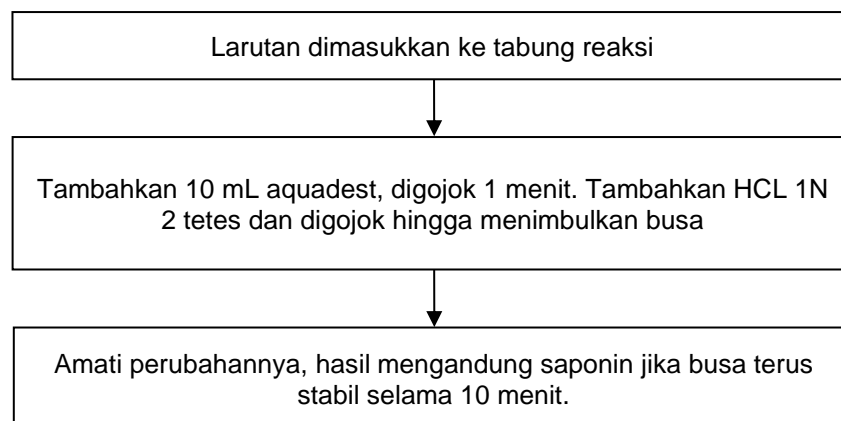 Larutan dimasukkan ke tabung reaksi
Tambahkan 10 mL aquadest, digojok 1 menit. Tambahkan HCL 1N
2 tetes dan digojok hingga menimbulkan busa
Amati perubahannya, hasil mengandung saponin jika busa terus
stabil selama 10 menit.